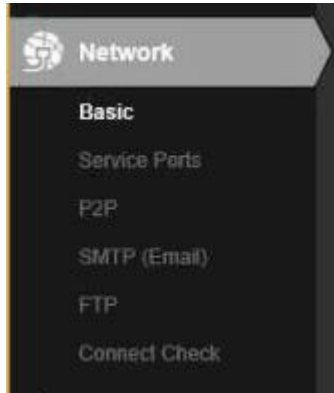 Network
Basic
Service Ports
P2P
SMTP (Email)
FTP
Connect Check